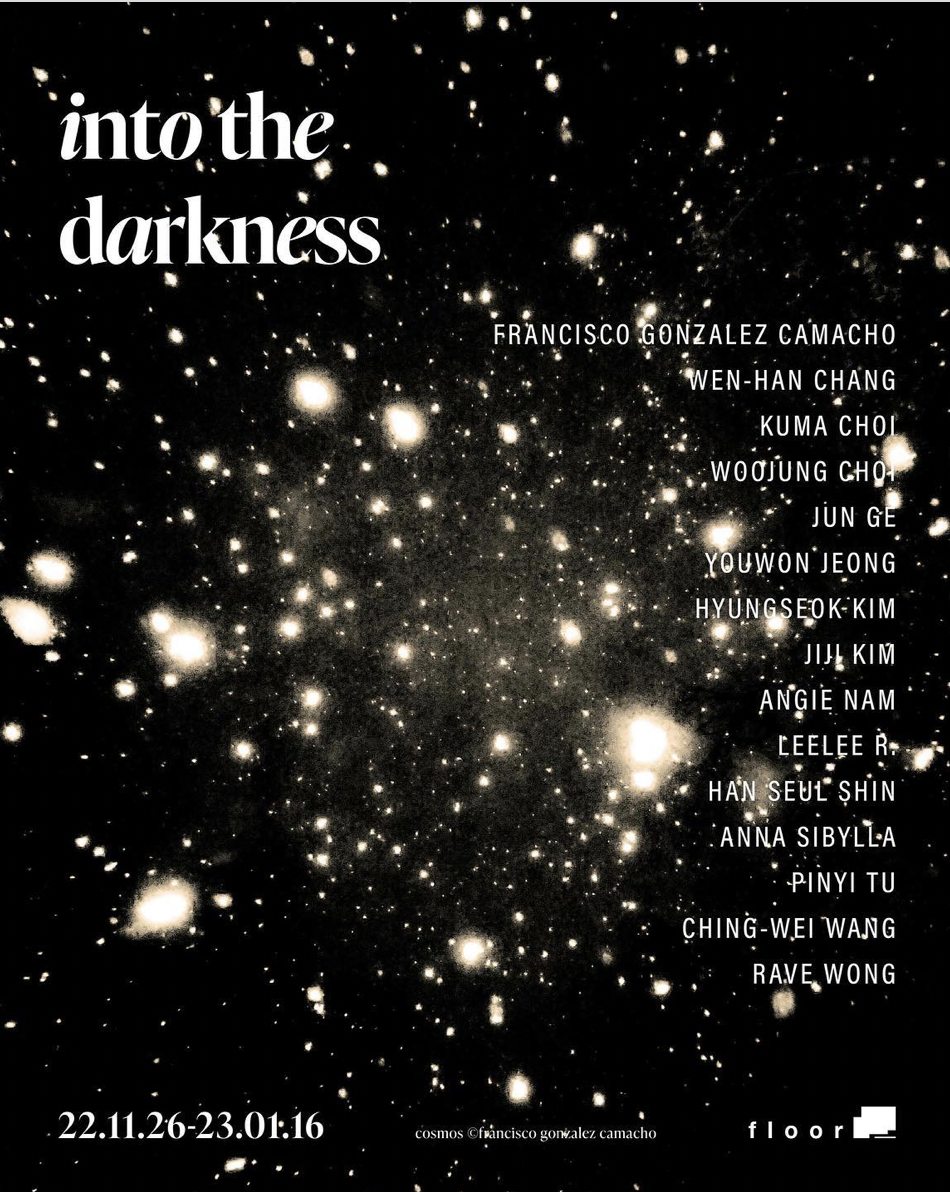 into the
darkness
FRANCISCO GONZALEZ CAMACHO
WEN-HAN CHANG
KUMA CHOI
WOOJUNG CHOI
JUN GE
YOUWON JEONG
HYUNGSEOK KIM
JIJI KIM
ANGIE NAM
LEELEE R.
HAN SEUL SHIN
ANNA SIBYLLA
PINYI TU
CHING-WEI WANG
RAVE WONG
22.11.26-23.01.16
cosmos ©francisco gonzalez camacho
floor